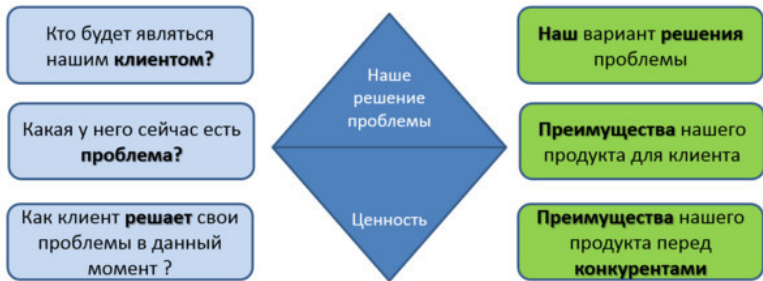 Кто будет являться
нашим клиентом?
Какая у него сейчас есть
проблема?
Как клиент решает свои
проблемы в данный
момент ?
Наше
решение
проблемы
Ценность
Наш вариант решения
проблемы
Преимущества нашего
продукта для клиента
Преимущества нашего
продукта перед
конкурентами